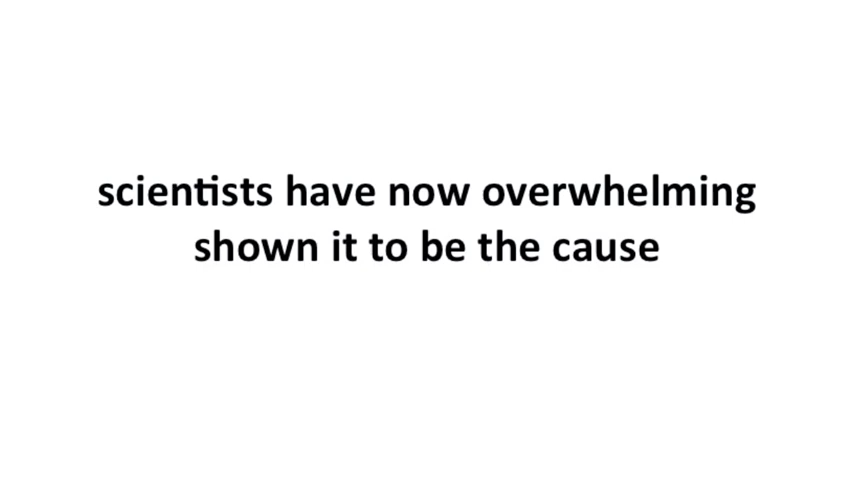 scientists have now overwhelming
shown it to be the cause